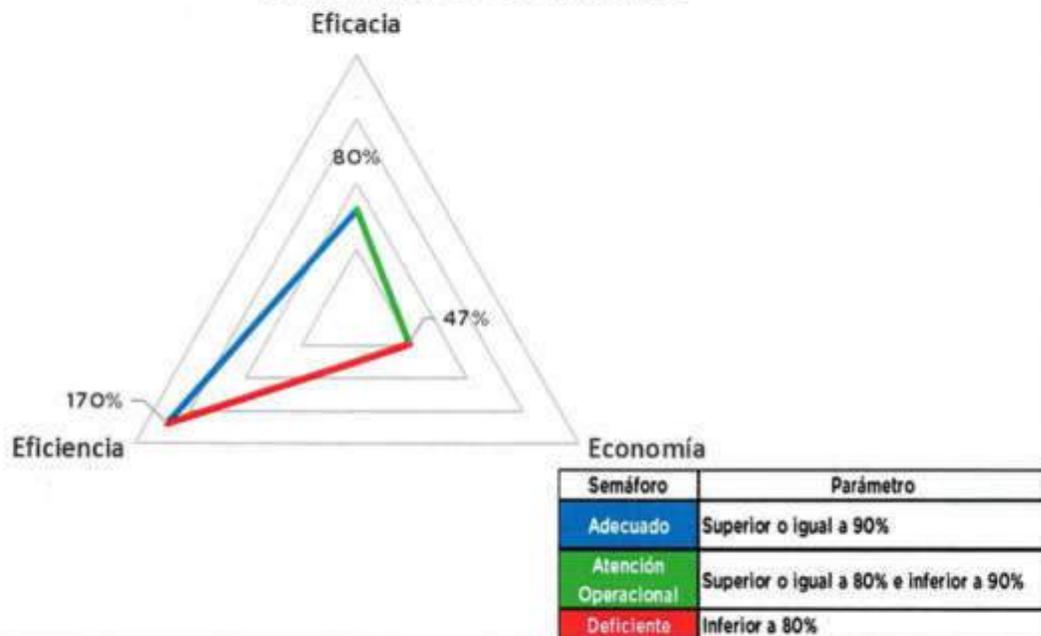 Eficacia
80%
47%
170%
Eficiencia
Economía
Semáforo Parámetro
Adecuado Superior o igual a 90%
Atención
Operacional Superior o igual a 80% e inferior a 90%
Deficiente Inferior a 80%